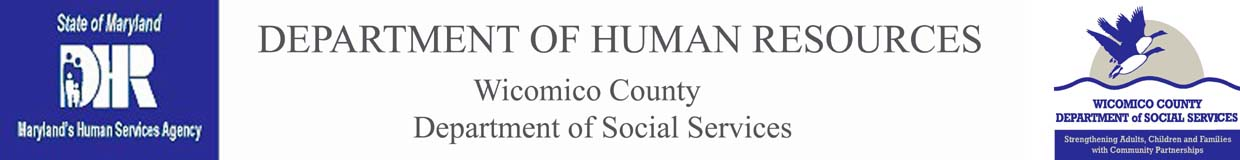 State of Maryland
DHR
Maryland's Human Services Agency
DEPARTMENT OF HUMAN RESOURCES
Wicomico County
Department of Social Services
WICOMICO COUNTY
DEPARTMENT of SOCIAL SERVICES
Strengthening Adults, Children and Families
with Community Partnerships